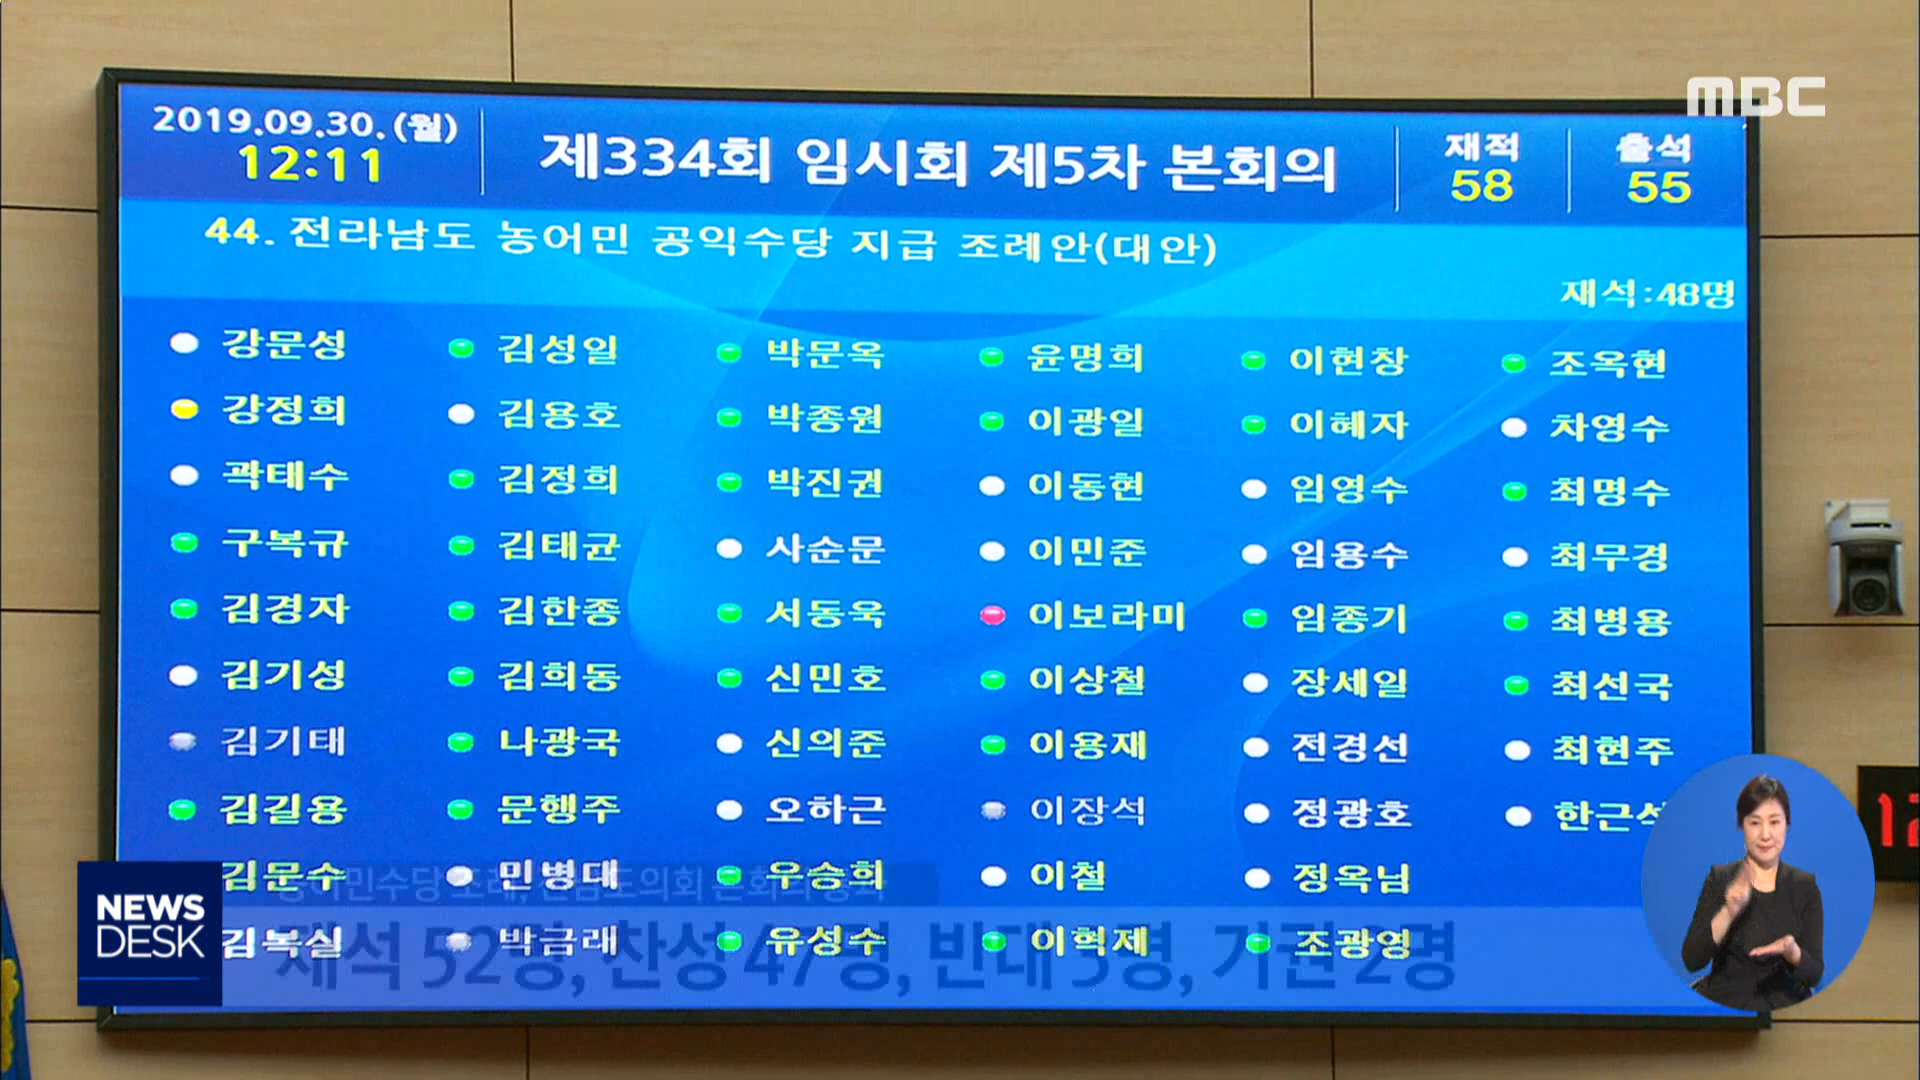 MBC
2019.09.30.(월)
12:11
제334회 임시회 제5차 본회의
재적 출석
58 55
44. 전라남도 농어민 공익수당 지급 조례안(대안)
재석:48명
강문성 김성일 박문옥 윤명희 이현창 조옥현
강정희 김용호 박종원 이광일 이혜자 차영수
곽태수 김정희 박진권 이동현 임영수 최명수
구복규 김태균 사순문 이민준 임용수 최무경
김경자 김한종 서동욱 이보라미 임종기 최병용
김기성 김희동 신민호 이상철 장세일 최선국
김기태 나광국 신의준 이용재 전경선 최현주
김길용 문행주 오하근 이장석 정광호 한근석
김문수 민병대 우승희 이철 정옥님
김복실 박금래 유성수 이혁제 조광영
NEWS
DESK
재석 52명, 찬성 47명, 반대 3명, 기권 2명
12